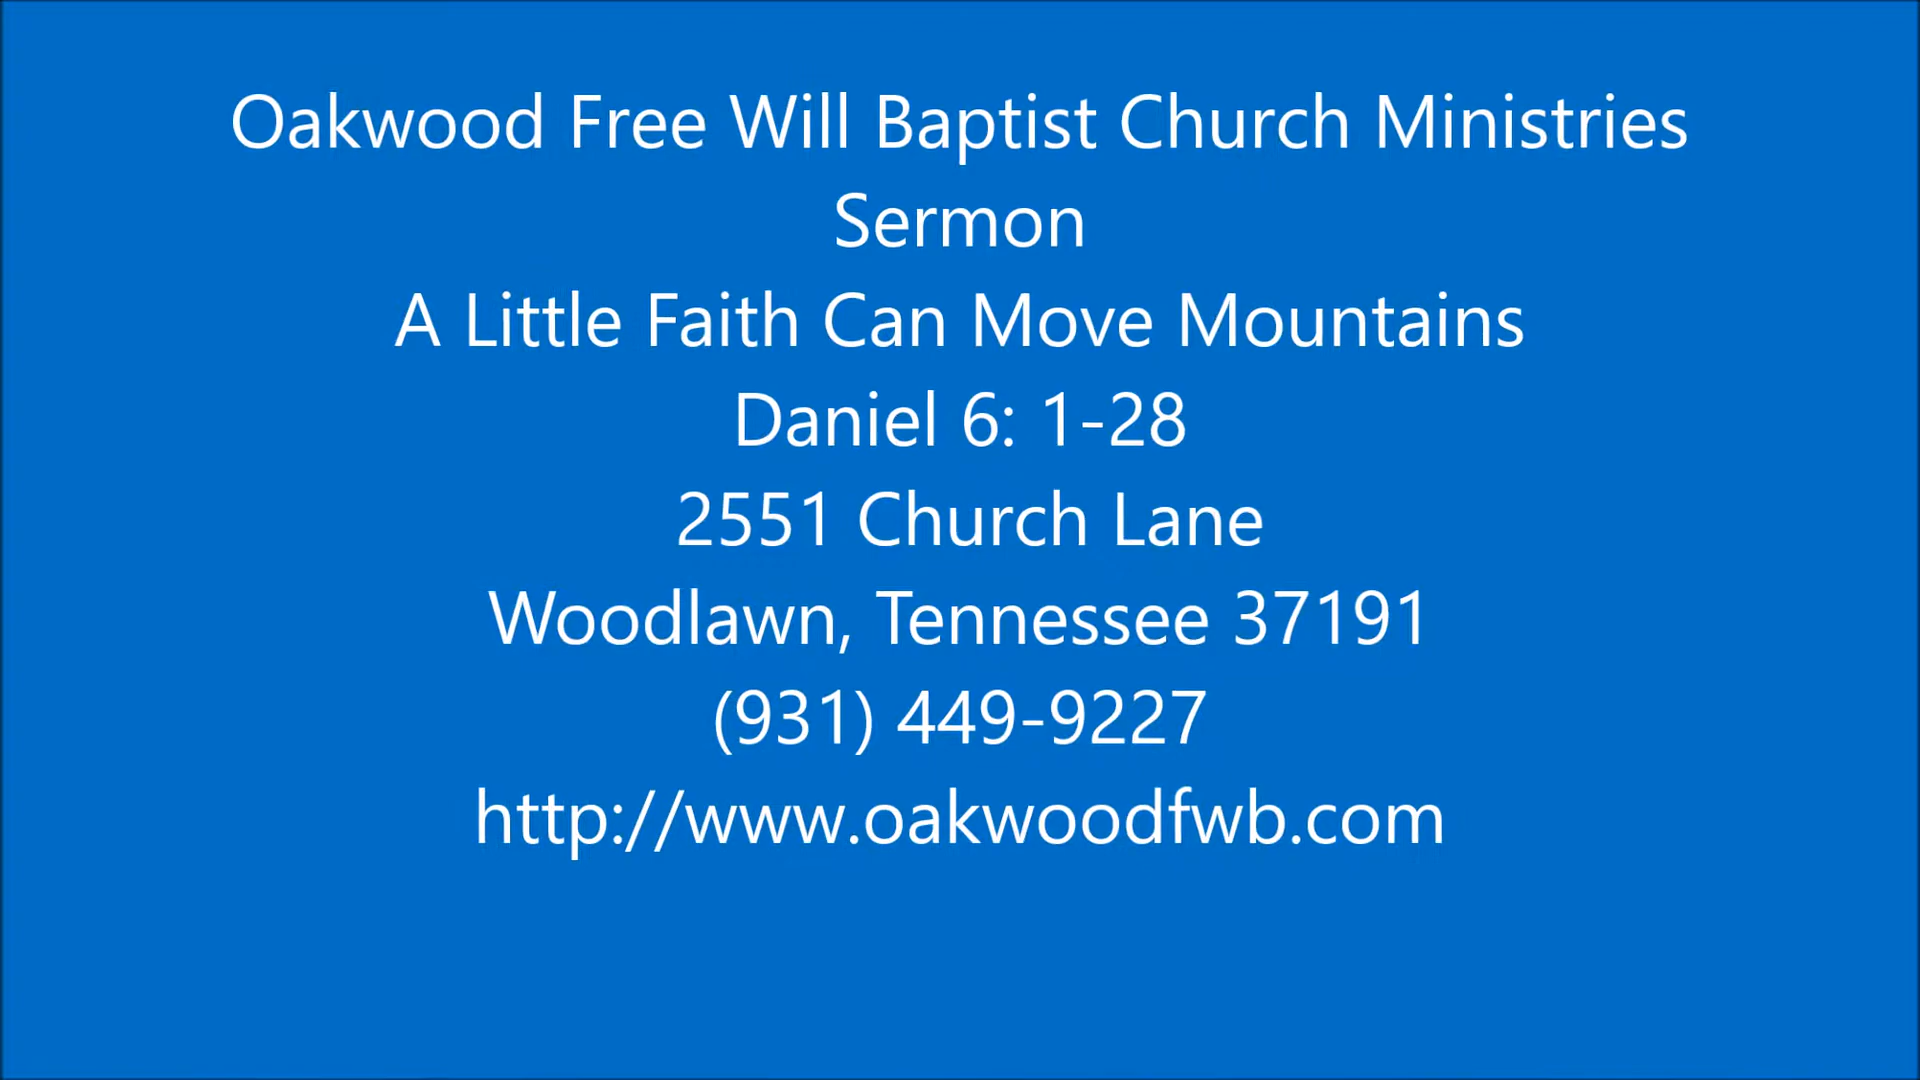 Oakwood Free Will Baptist Church Ministries
Sermon
A Little Faith Can Move Mountains
Daniel 6: 1-28
2551 Church Lane
Woodlawn, Tennessee 37191
(931) 449-9227
http://www.oakwoodfwb.com